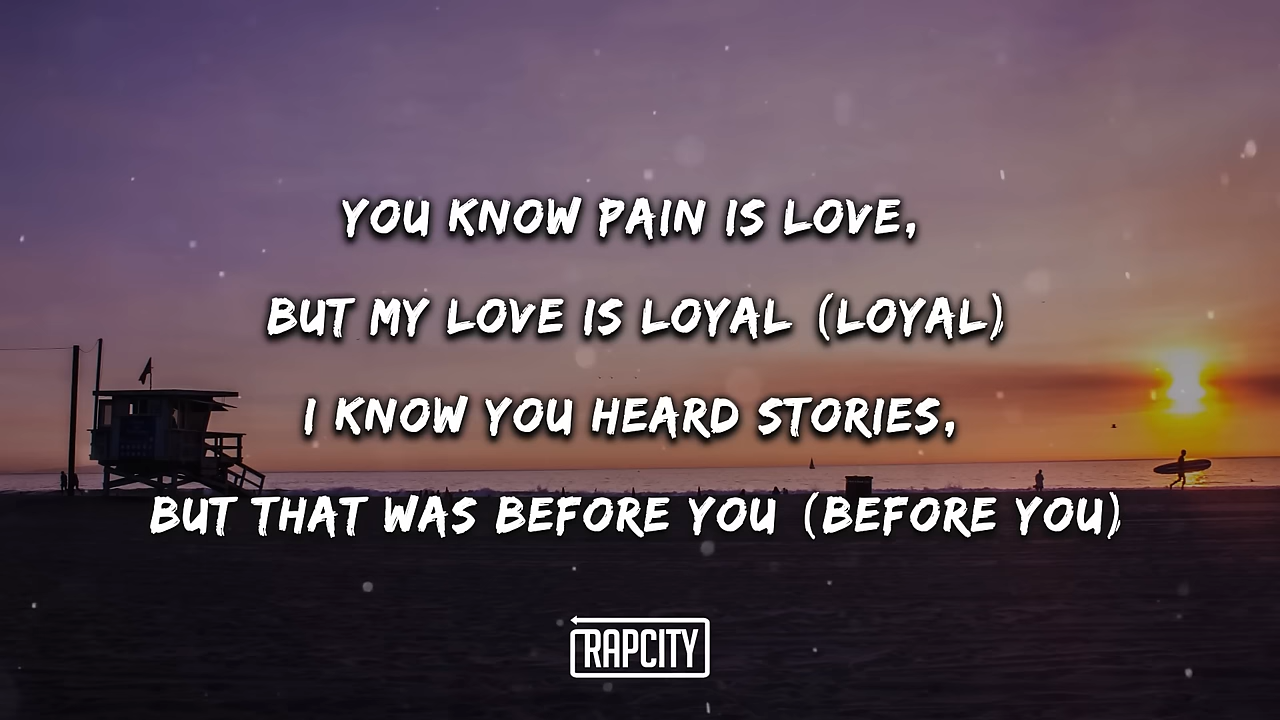 YOU KNOW PAIN IS LOVE,
BUT MY LOVE IS LOYAL (LOYAL)
I KNOW YOU HEARD STORIES,
BUT THAT WAS BEFORE YOU (BEFORE YOU)
RAPCITY